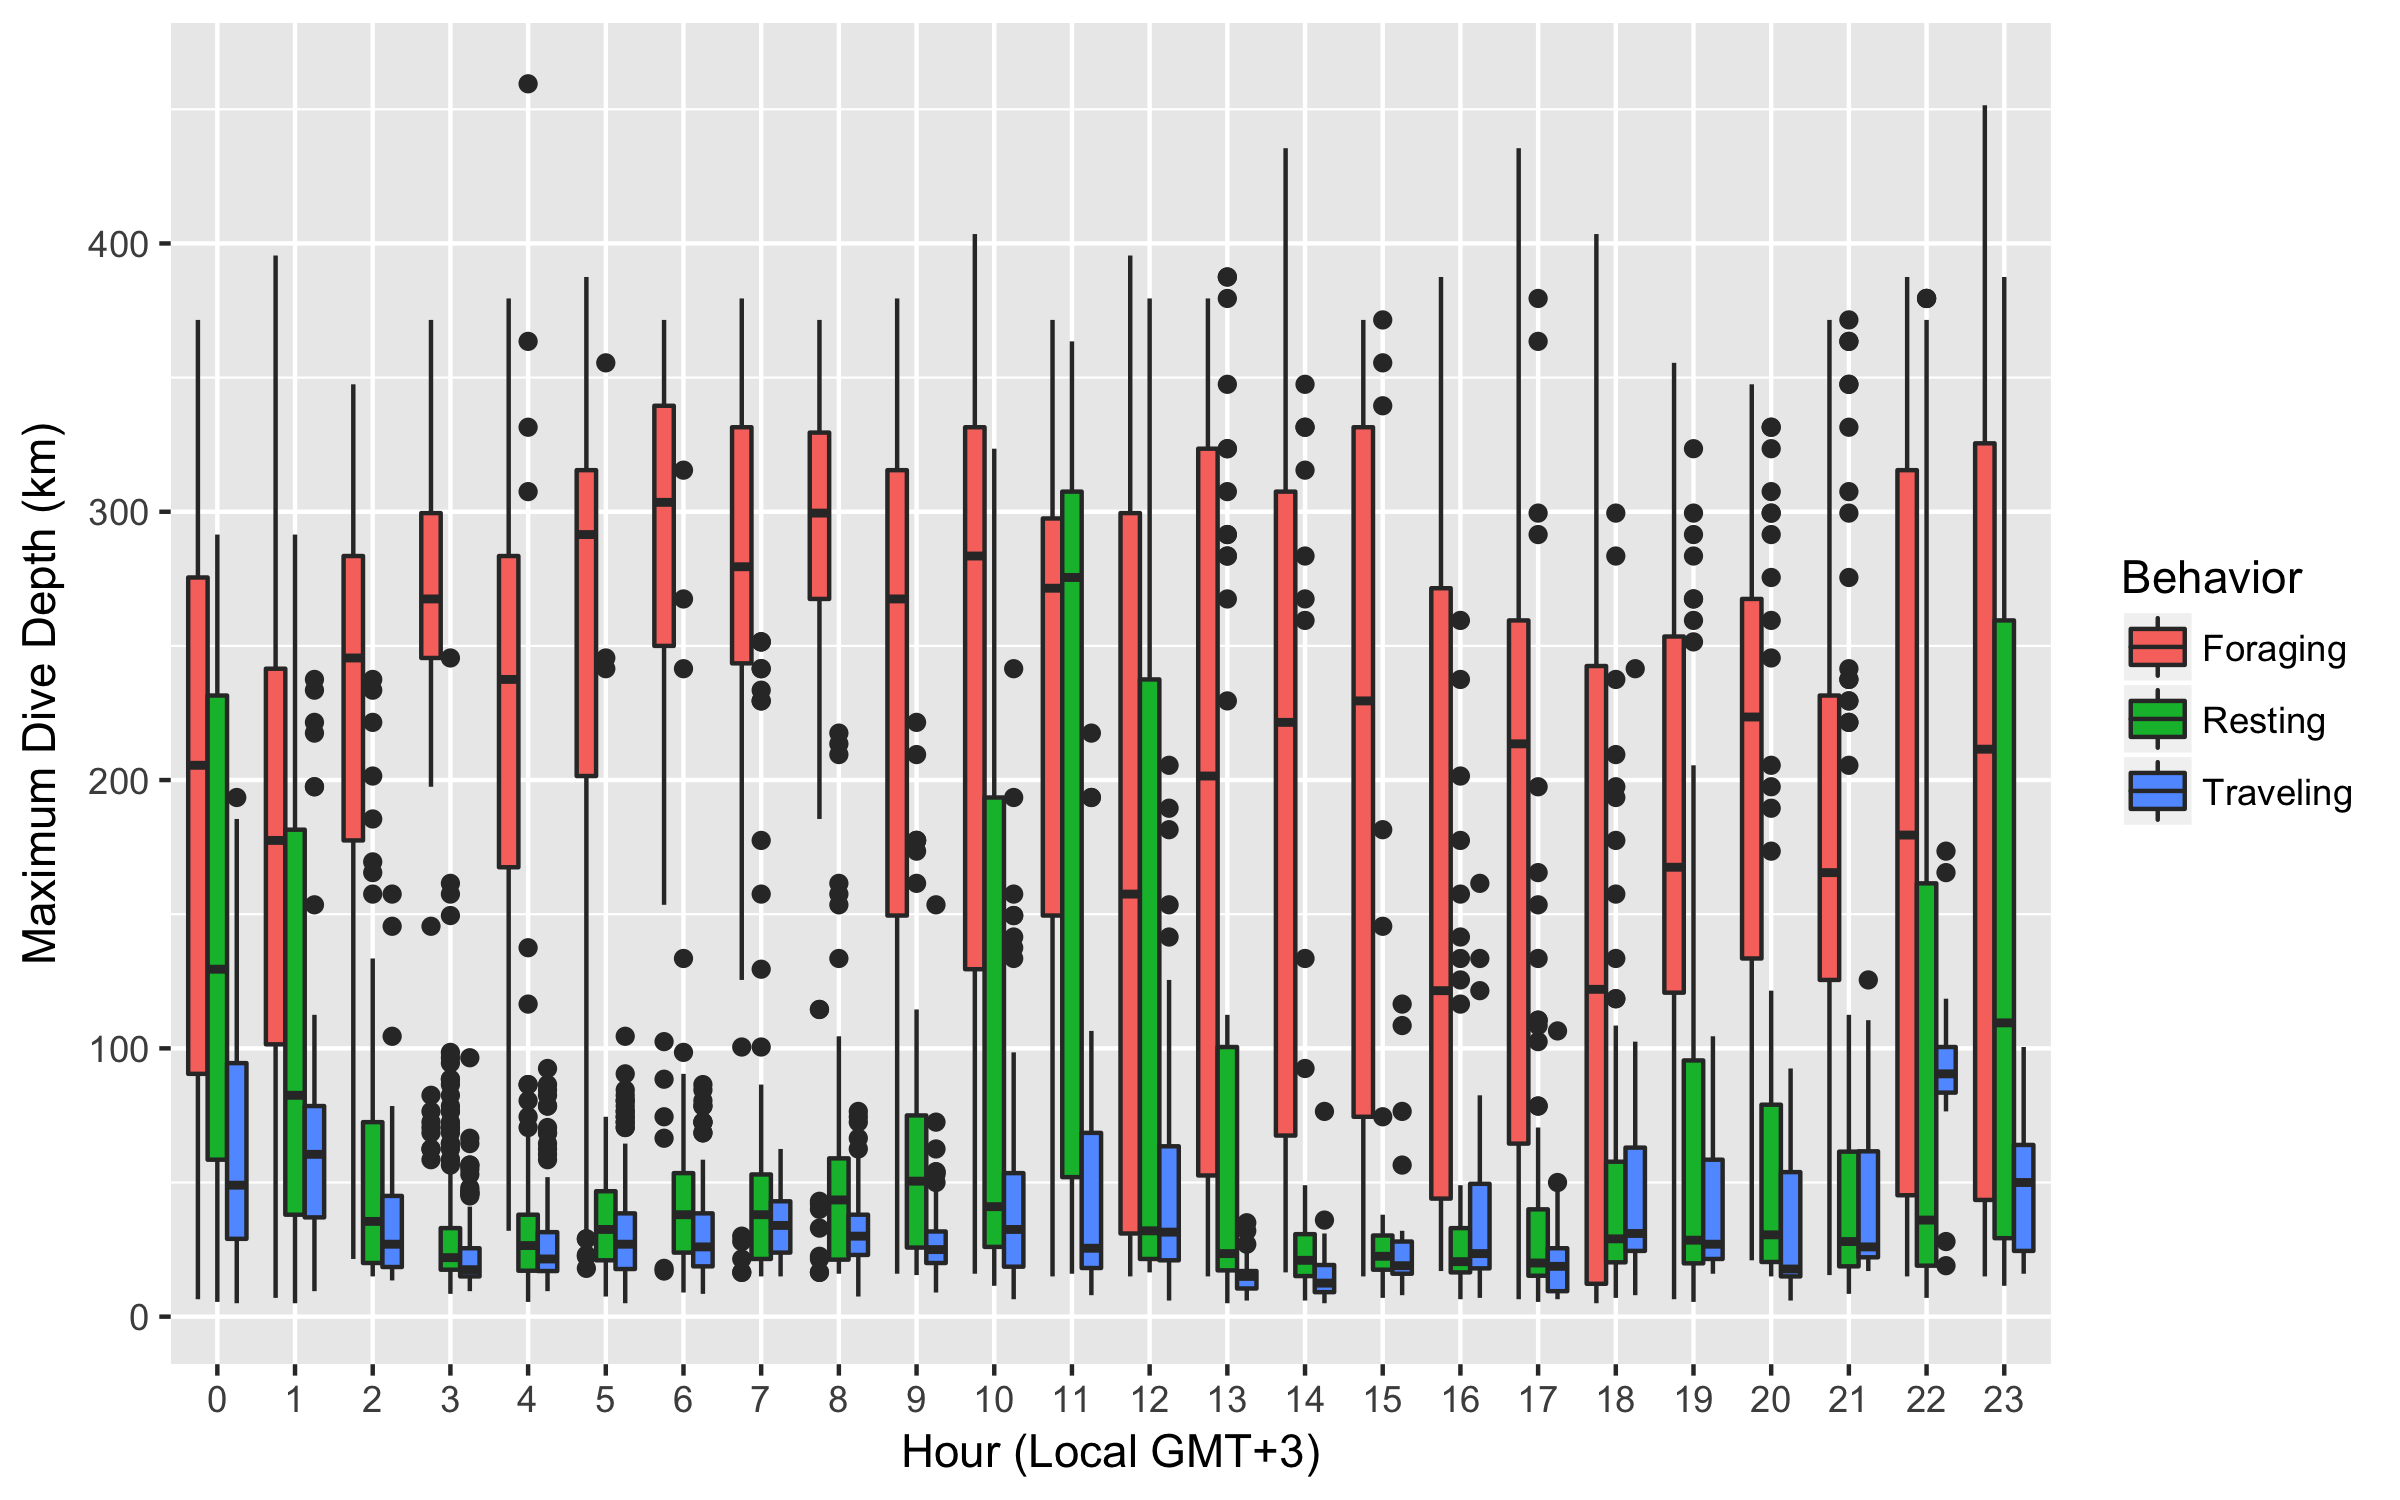 Maximum Dive Depth (km)
400
300
200
100
0
0 1 2 3 4 5 6 7 8 9 10 11 12 13 14 15 16 17 18 19 20 21 22 23
Hour (Local GMT+3)
Behavior
Foraging
Resting
Traveling